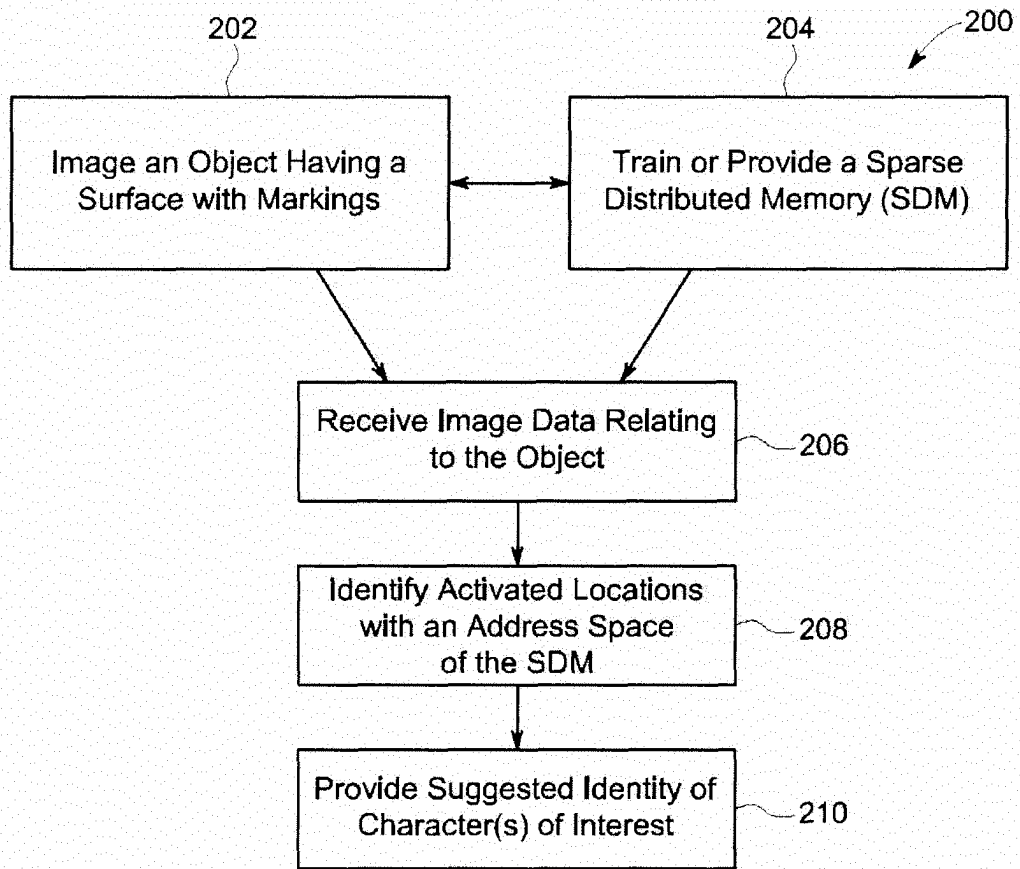 202
204
200
Image an Object Having a
Surface with Markings
Train or Provide a Sparse
Distributed Memory (SDM)
Receive Image Data Relating
to the Object
206
Identify Activated Locations
with an Address Space
of the SDM
208
Provide Suggested Identity of
Character(s) of Interest
210